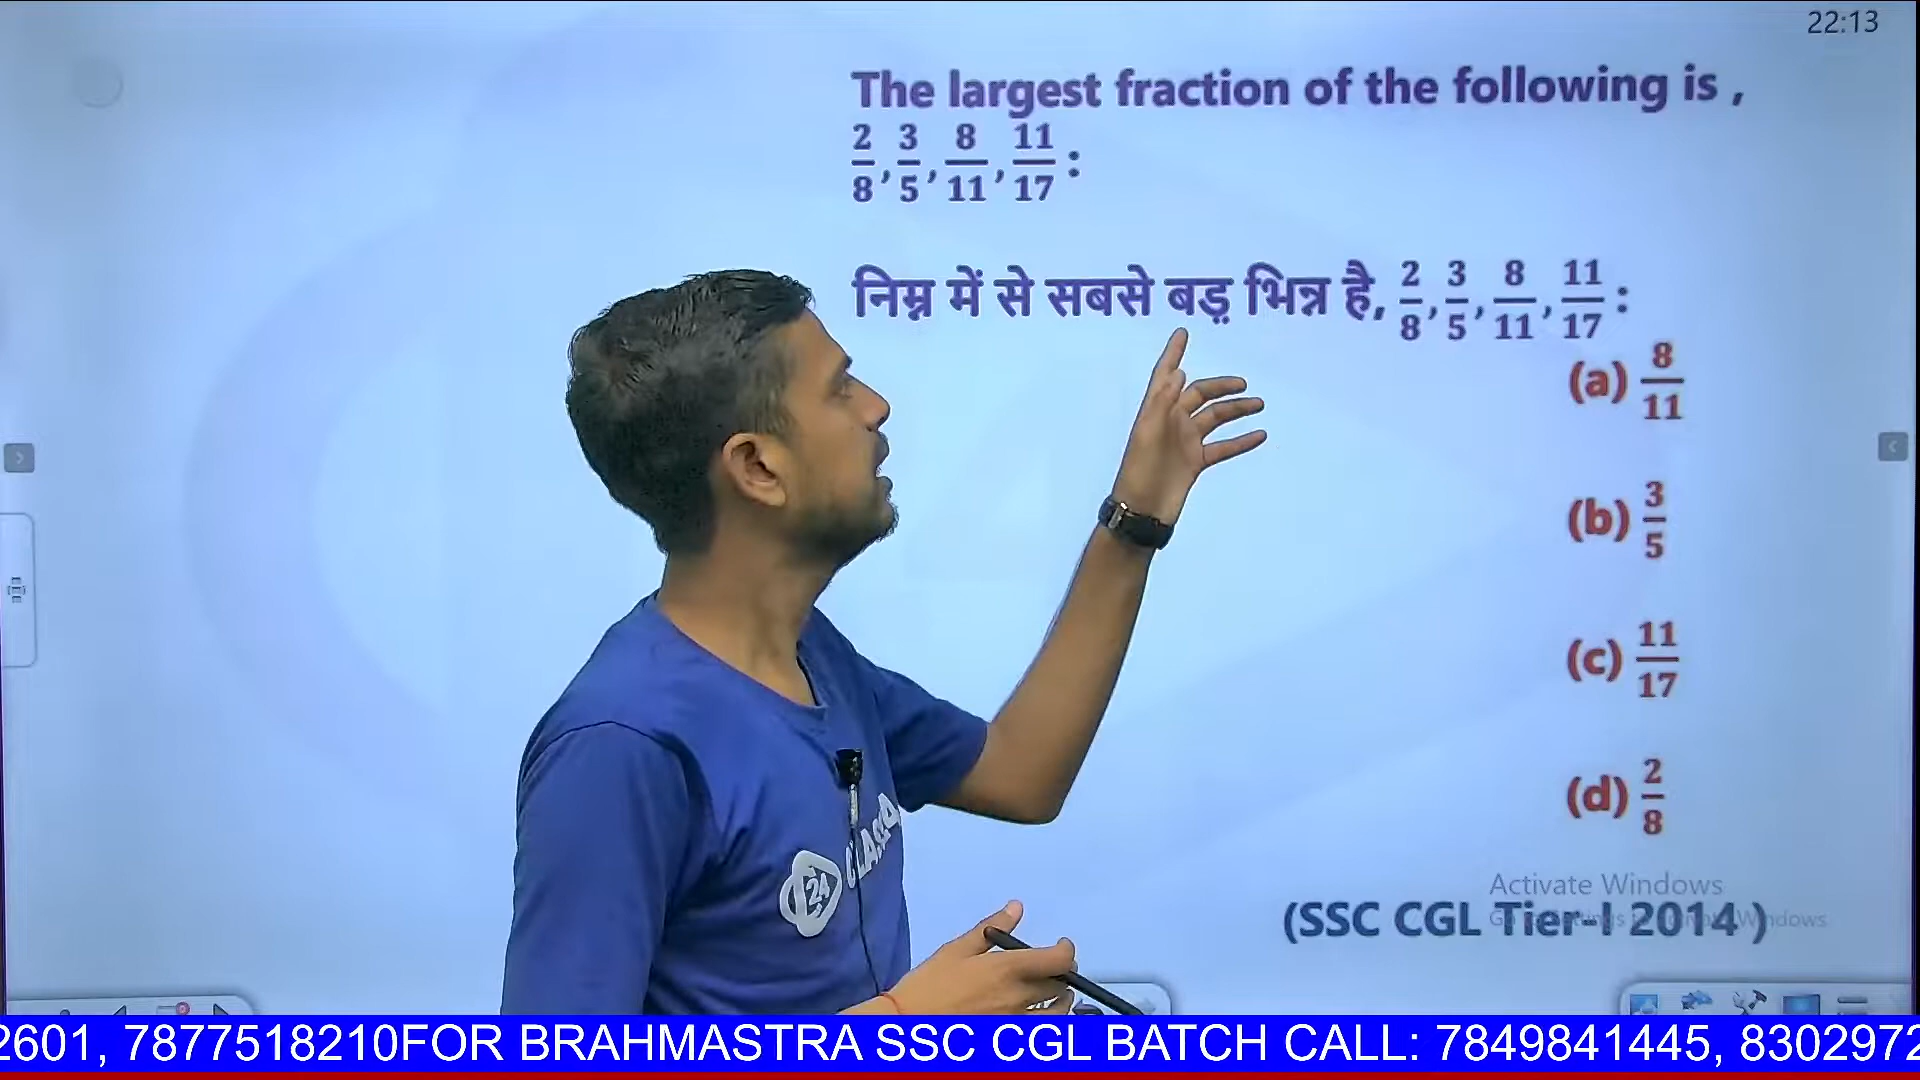 22:13
The largest fraction of the following is ,
2/8, 3/5, 8/11, 11/17 :
निम्न में से सबसे बड़ भिन्न है, 2/8, 3/5, 8/11, 11/17 :
(a) 8/11
(b) 3/5
(c) 11/17
(d) 2/8
Activate Windows
(SSC CGL Tier-I 2014 )
24
2601, 7877518210FOR BRAHMASTRA SSC CGL BATCH CALL: 7849841445, 8302972